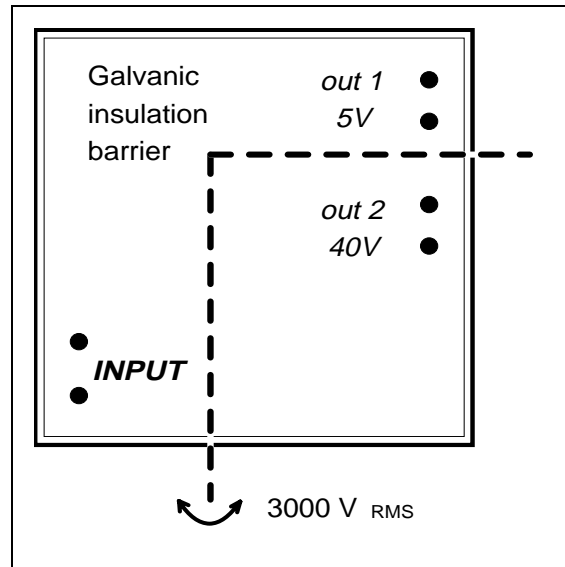 Galvanic
insulation
barrier
out 1
5V
out 2
40V
INPUT
3000 V RMS